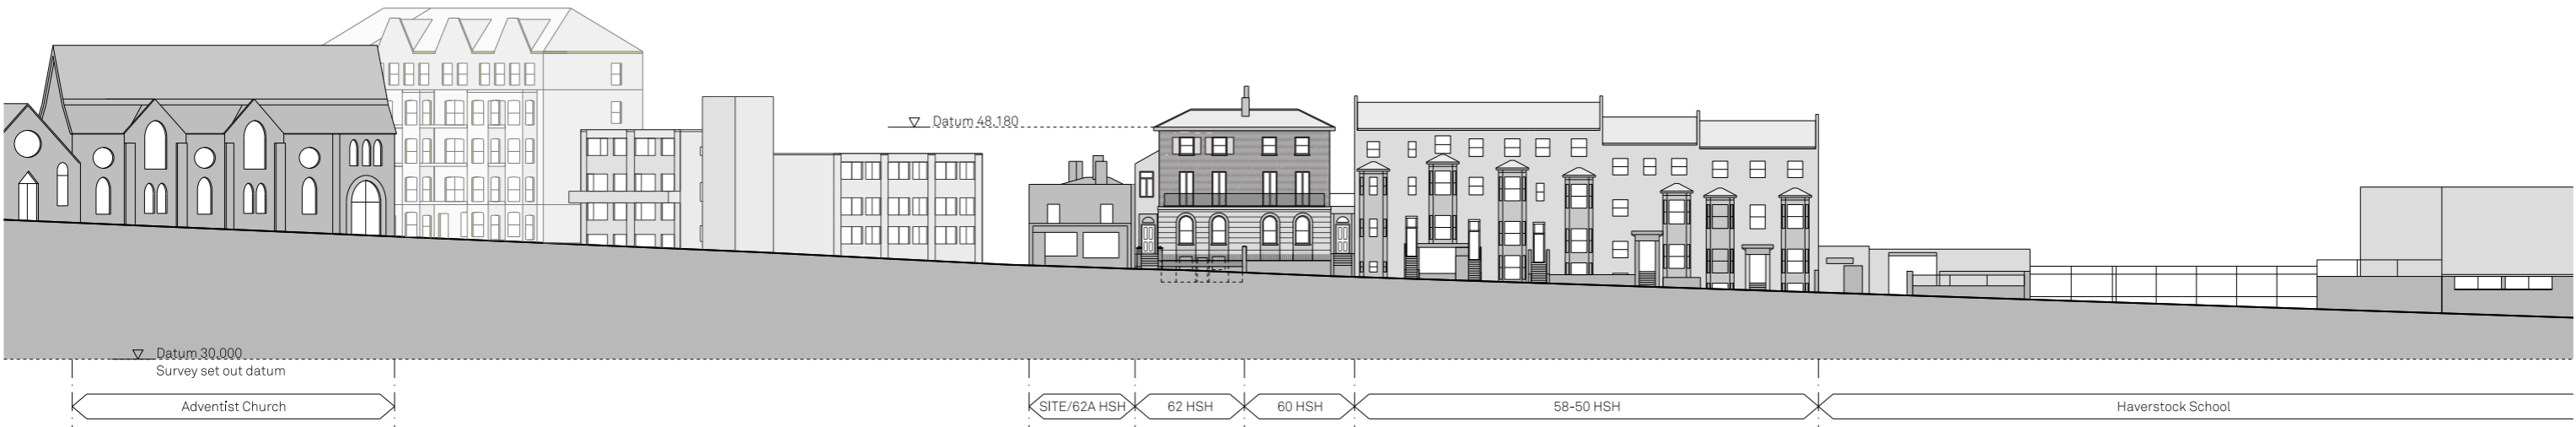 Datum 48.180
Datum 30.000
Survey set out datum
Adventist Church
SITE/62A HSH
62 HSH
60 HSH
58-50 HSH
Haverstock School